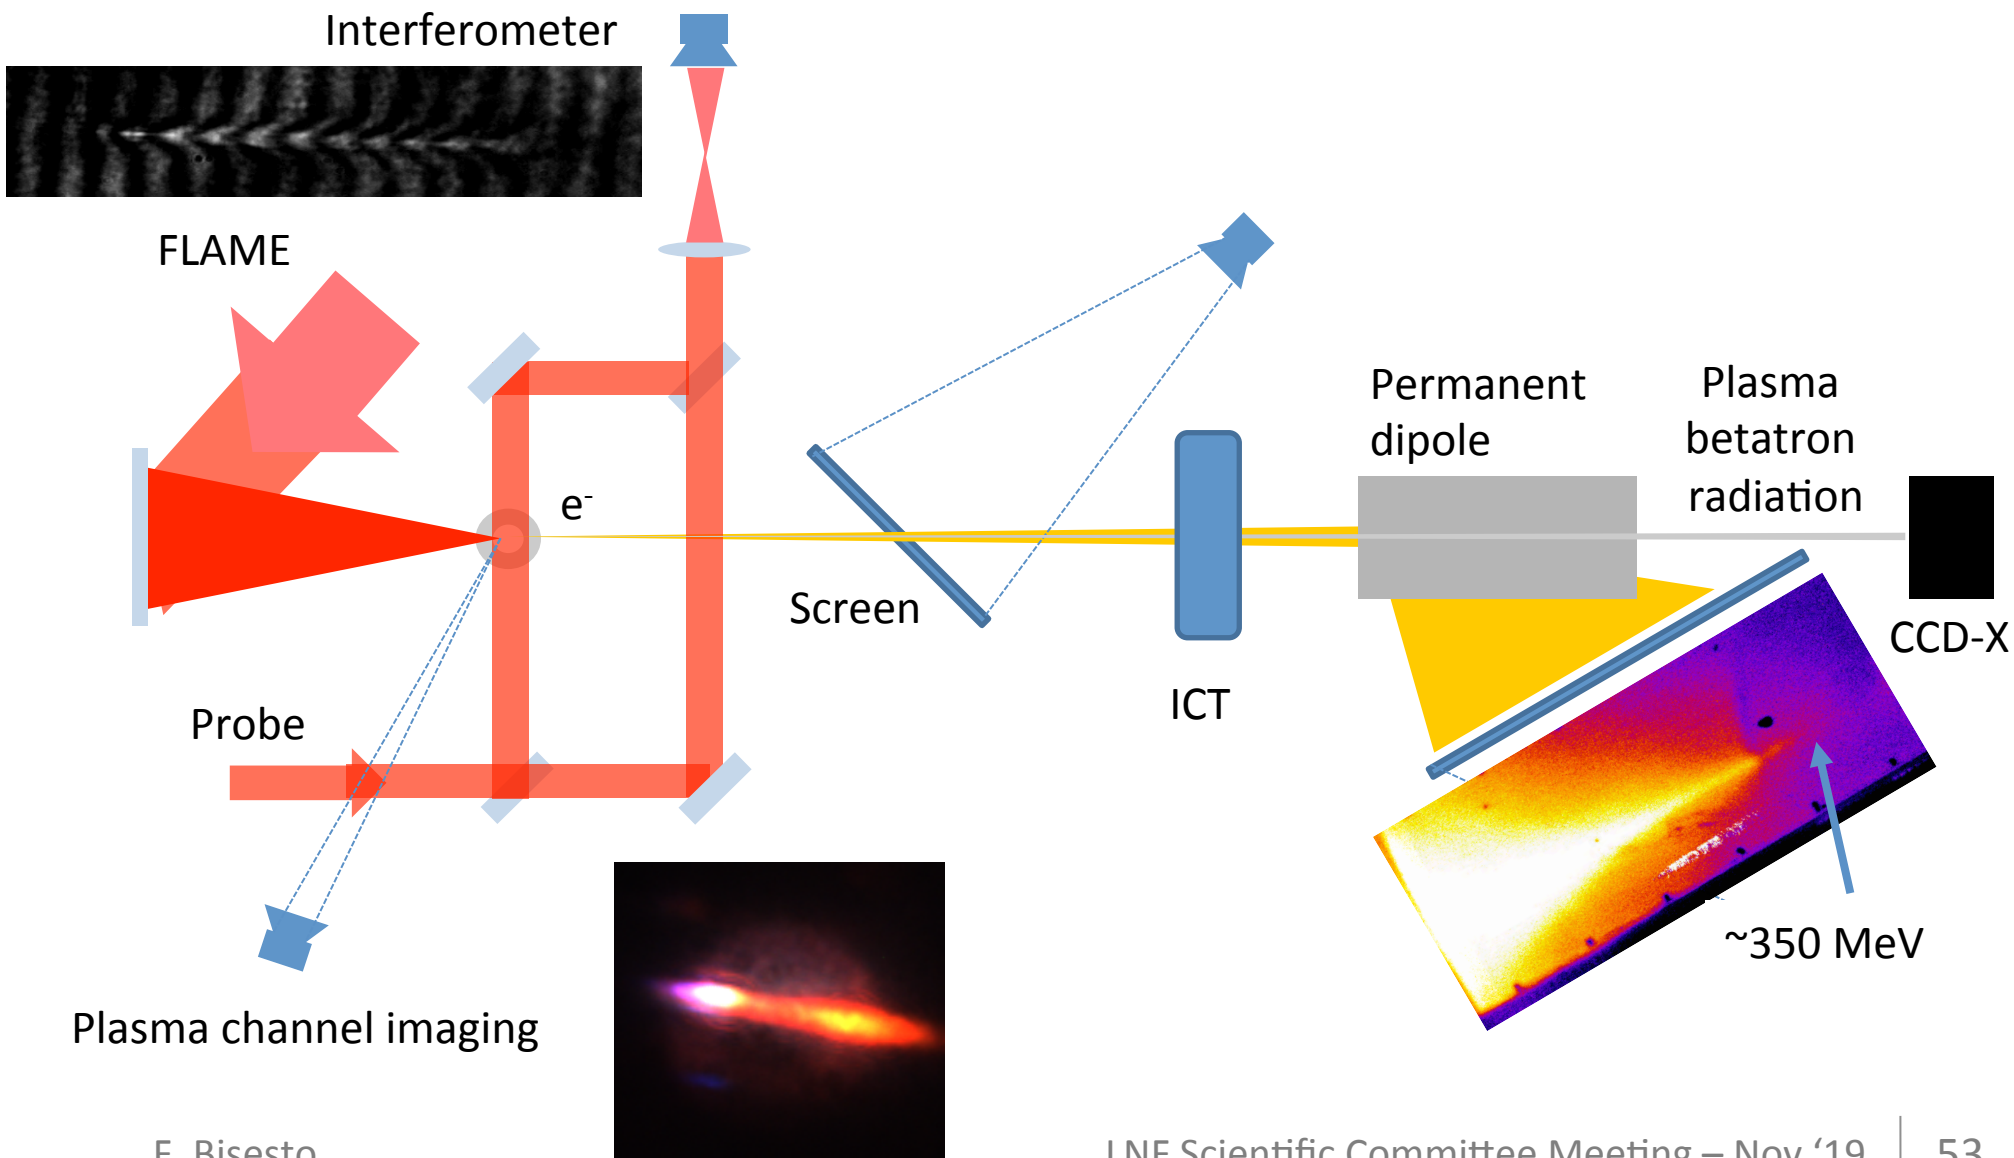 Interferometer
FLAME
e-
Permanent
dipole
Plasma
betatron
radiation
Screen
CCD-X
ICT
Probe
~350 MeV
Plasma channel imaging
F. Bisesto
LNF Scientific Committee Meeting – Nov ‘19
53